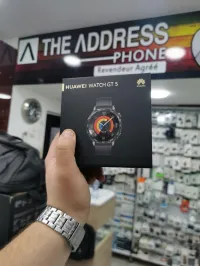 THE ADDRESS
PHONE
Revendeur Agréé
HUAWEI WATCH GT 5